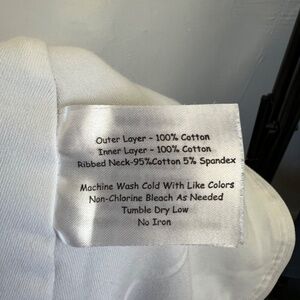 Outer Layer - 100% Cotton
Inner Layer - 100% Cotton
Ribbed Neck-95%Cotton 5% Spandex
Machine Wash Cold With Like Colors
Non-Chlorine Bleach As Needed
Tumble Dry Low
No Iron